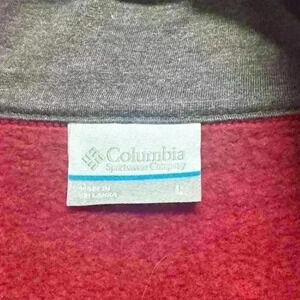 Columbia
Sportswear Company
MADE IN
SRI LANKA
L